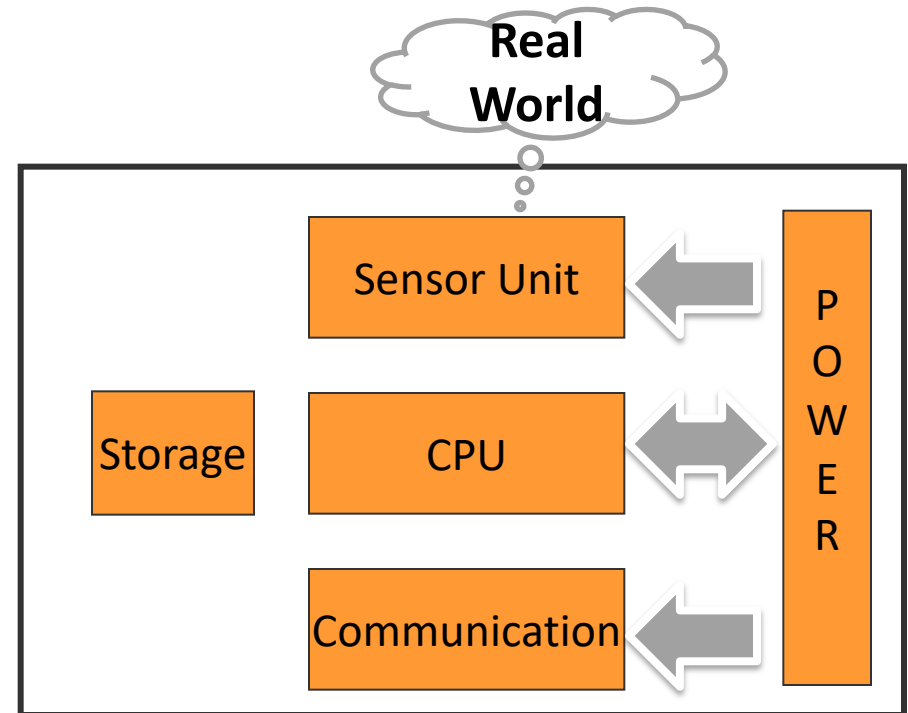 Real
World
Sensor Unit
Storage
CPU
Communication
P
O
W
E
R